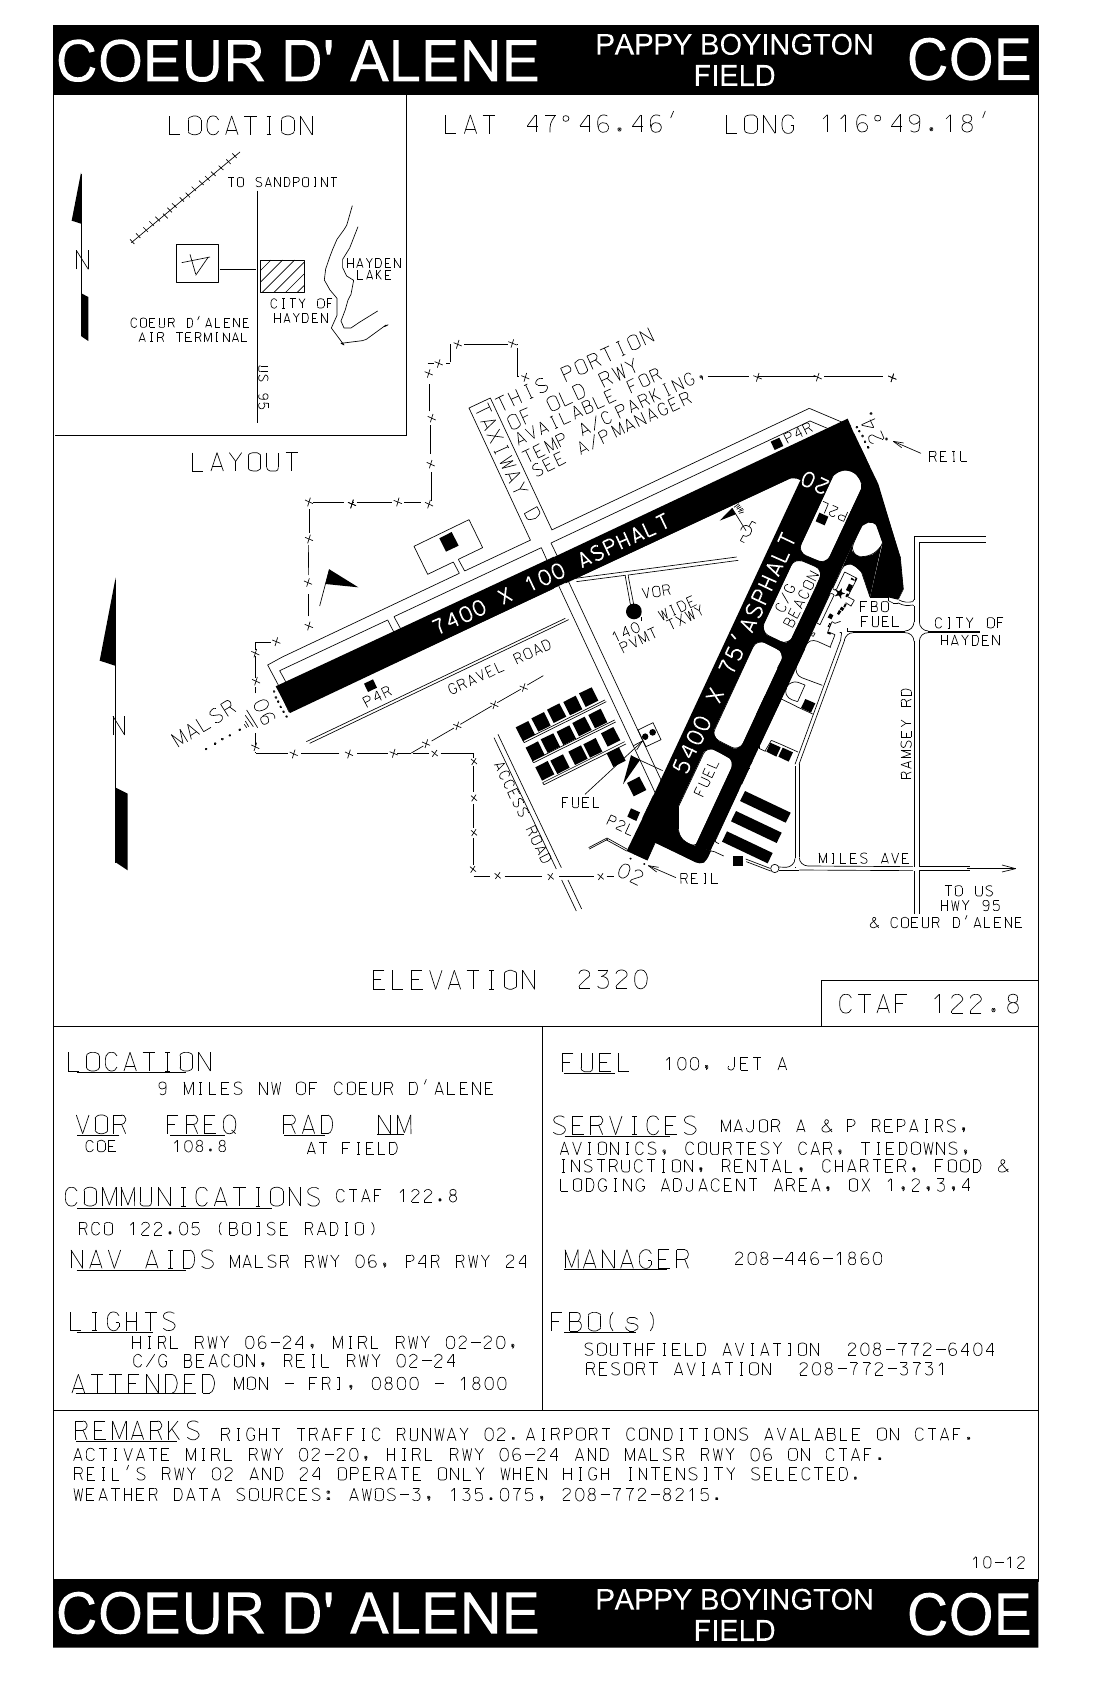 COEUR D' ALENE PAPPY BOYINGTON FIELD COE
LOCATION
TO SANDPOINT
N
HAYDEN
LAKE
CITY OF
HAYDEN
COEUR D'ALENE
AIR TERMINAL
US 95
LAT 47°46.46' LONG 116°49.18'
LAYOUT
THIS PORTION
OF OLD RWY
AVAILABLE FOR
TEMP A/C PARKING,
SEE A/P MANAGER
TAXIWAY D
P4R
24
REIL
20
P2L
7400 X 100 ASPHALT
5400 X 75' ASPHALT
C/G
BEACON
VOR
140' WIDE
PVMT TXWY
FBO
FUEL
CITY OF
HAYDEN
GRAVEL ROAD
P4R
06
MALSR
N
RAMSEY RD
ACCESS ROAD
FUEL
FUEL
P2L
02
REIL
MILES AVE
TO US
HWY 95
& COEUR D'ALENE
ELEVATION 2320
CTAF 122.8
LOCATION
9 MILES NW OF COEUR D'ALENE
VOR FREQ RAD NM
COE 108.8 AT FIELD
COMMUNICATIONS CTAF 122.8
RCO 122.05 (BOISE RADIO)
NAV AIDS MALSR RWY 06, P4R RWY 24
LIGHTS
HIRL RWY 06-24, MIRL RWY 02-20,
C/G BEACON, REIL RWY 02-24
ATTENDED MON - FRI, 0800 - 1800
FUEL 100, JET A
SERVICES MAJOR A & P REPAIRS,
AVIONICS, COURTESY CAR, TIEDOWNS,
INSTRUCTION, RENTAL, CHARTER, FOOD &
LODGING ADJACENT AREA, OX 1,2,3,4
MANAGER 208-446-1860
FBO(s)
SOUTHFIELD AVIATION 208-772-6404
RESORT AVIATION 208-772-3731
REMARKS RIGHT TRAFFIC RUNWAY 02. AIRPORT CONDITIONS AVALABLE ON CTAF.
ACTIVATE MIRL RWY 02-20, HIRL RWY 06-24 AND MALSR RWY 06 ON CTAF.
REIL'S RWY 02 AND 24 OPERATE ONLY WHEN HIGH INTENSITY SELECTED.
WEATHER DATA SOURCES: AWOS-3, 135.075, 208-772-8215.
10-12
COEUR D' ALENE PAPPY BOYINGTON FIELD COE